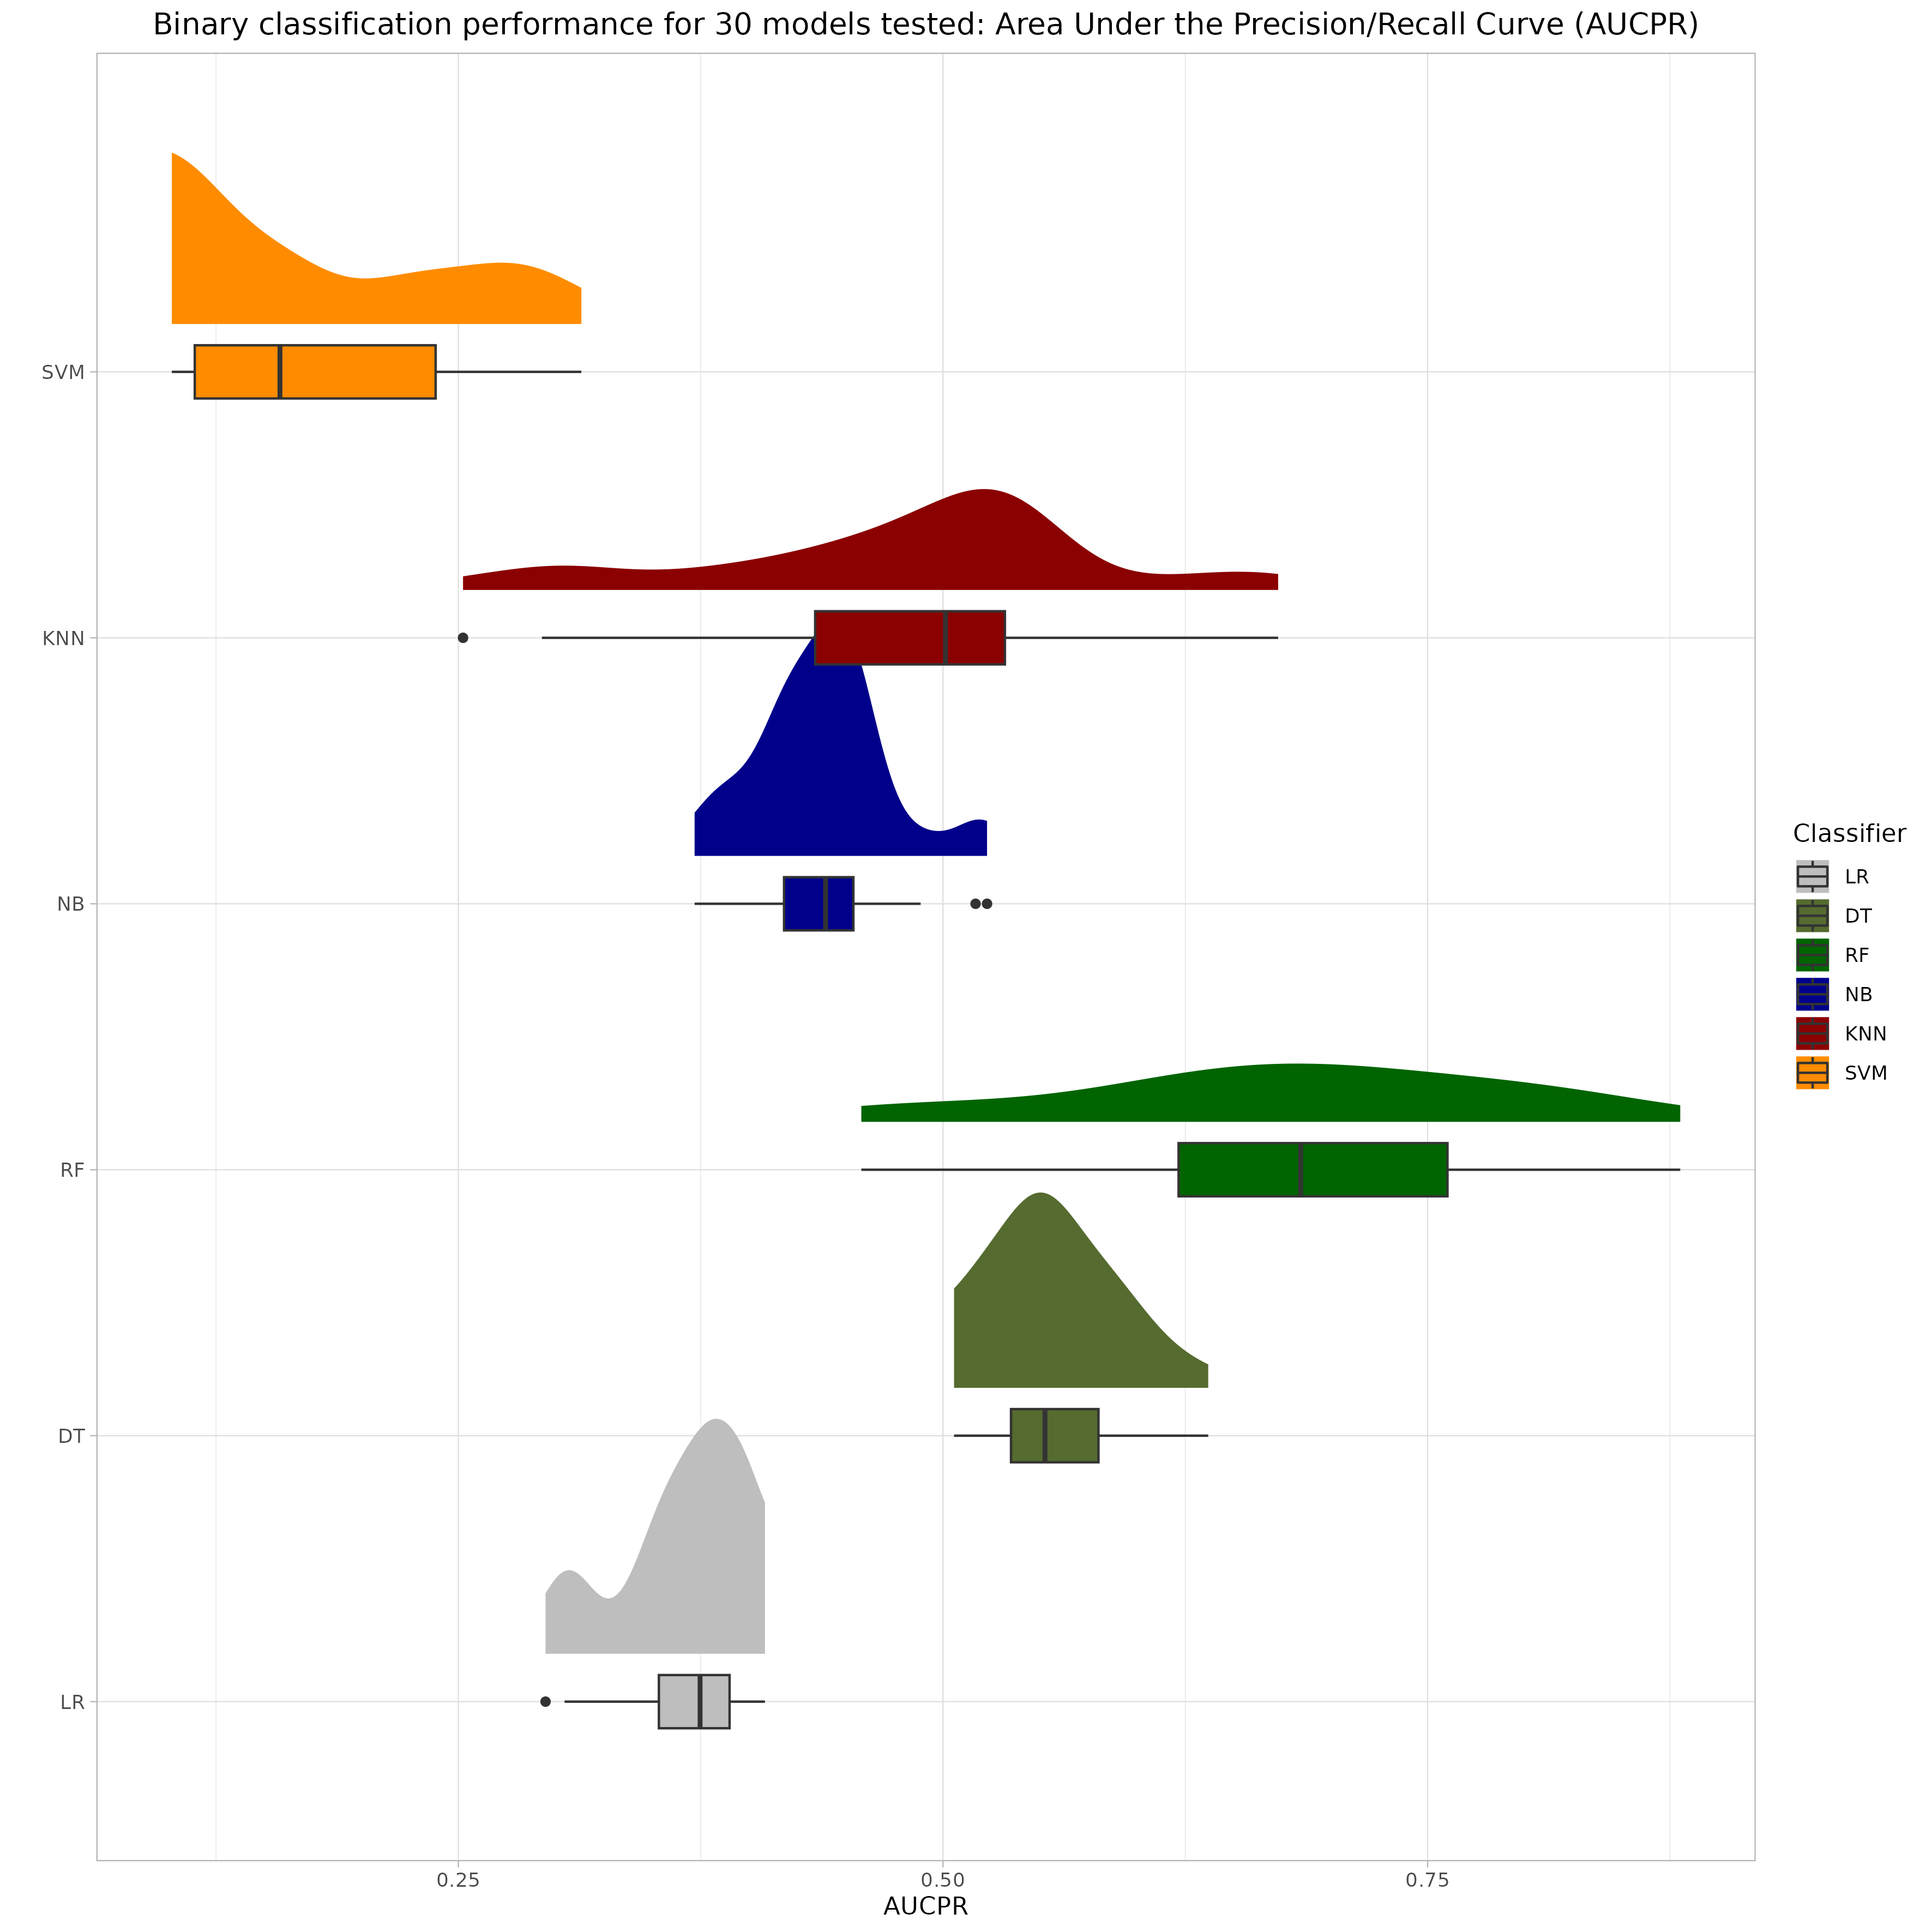 Binary classification performance for 30 models tested: Area Under the Precision/Recall Curve (AUCPR)
SVM
KNN
NB
RF
DT
LR
0.25
0.50
0.75
AUCPR
Classifier
LR
DT
RF
NB
KNN
SVM